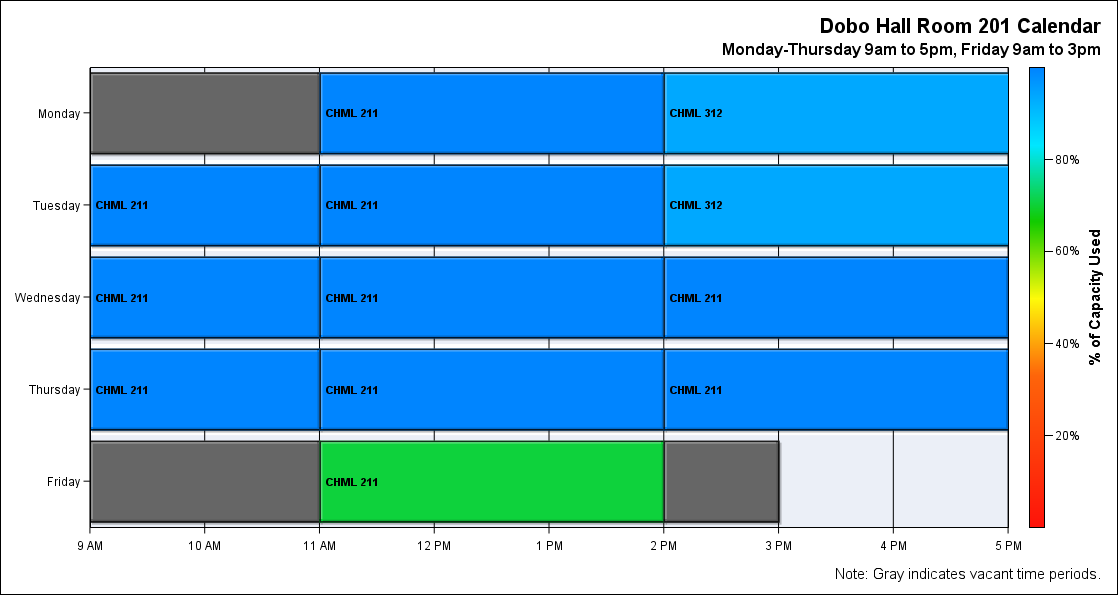 Dobo Hall Room 201 Calendar
Monday-Thursday 9am to 5pm, Friday 9am to 3pm
Monday
CHML 211
CHML 312
Tuesday
CHML 211
CHML 211
CHML 312
Wednesday
CHML 211
CHML 211
CHML 211
Thursday
CHML 211
CHML 211
CHML 211
Friday
CHML 211
9 AM
10 AM
11 AM
12 PM
1 PM
2 PM
3 PM
4 PM
5 PM
80%
60%
40%
20%
% of Capacity Used
Note: Gray indicates vacant time periods.